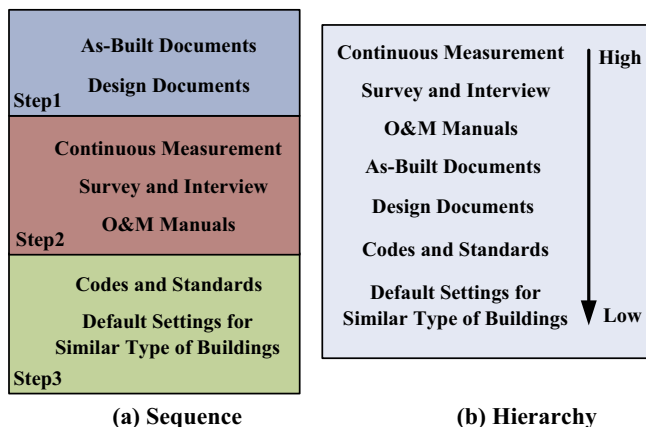 As-Built Documents
Design Documents
Step1
Continuous Measurement
Survey and Interview
O&M Manuals
Step2
Codes and Standards
Default Settings for
Similar Type of Buildings
Step3
(a) Sequence
Continuous Measurement
High
Survey and Interview
O&M Manuals
As-Built Documents
Design Documents
Codes and Standards
Default Settings for
Similar Type of Buildings
Low
(b) Hierarchy